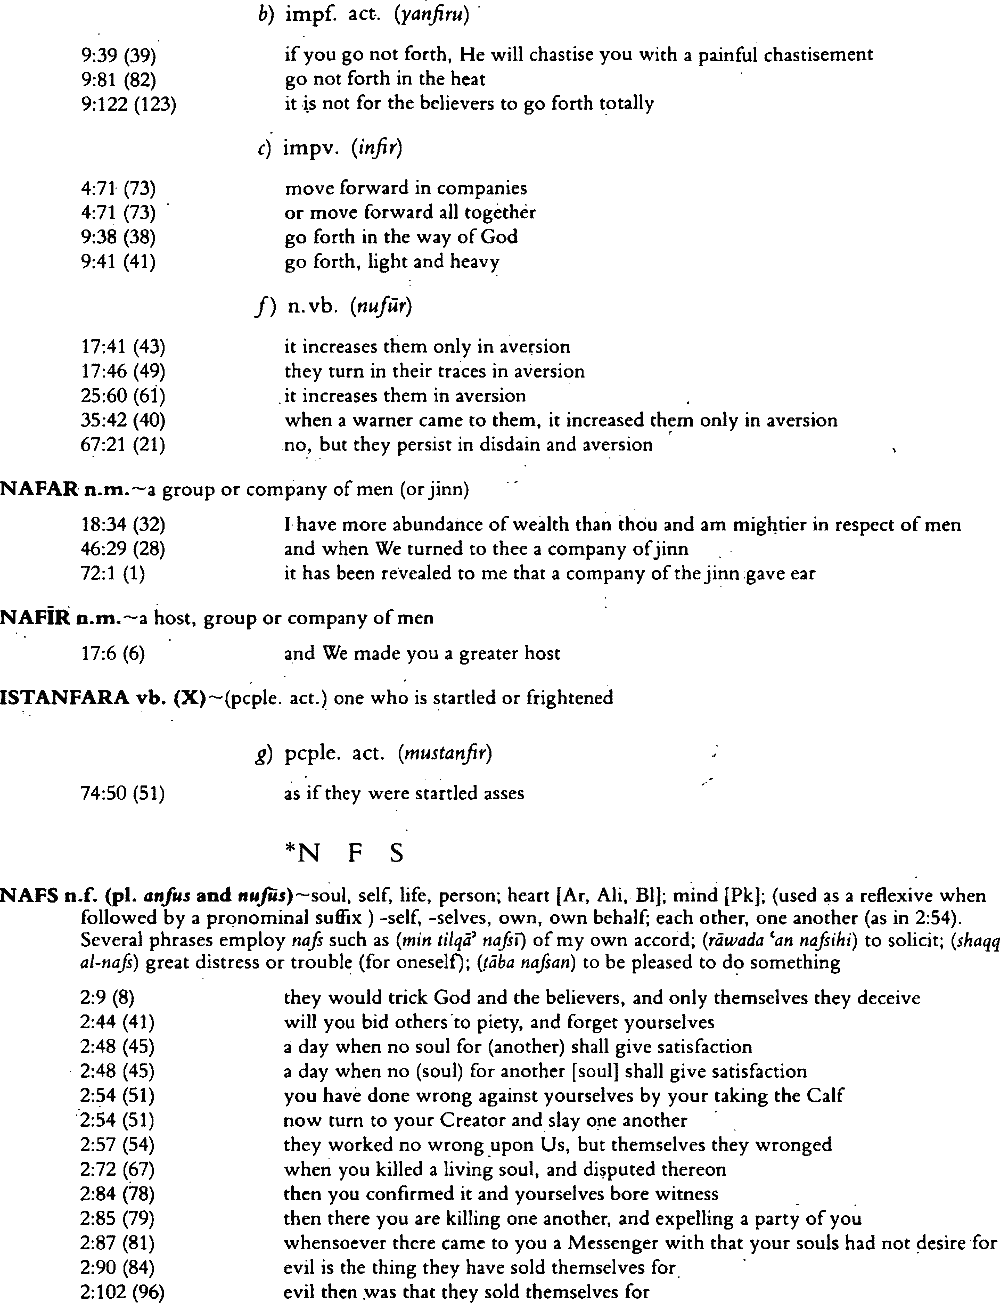 b) impf. act. (yanfiru)
9:39 (39) if you go not forth, He will chastise you with a painful chastisement
9:81 (82) go not forth in the heat
9:122 (123) it is not for the believers to go forth totally
c) impv. (infir)
4:71 (73) move forward in companies
4:71 (73) or move forward all together
9:38 (38) go forth in the way of God
9:41 (41) go forth, light and heavy
f) n.vb. (nufūr)
17:41 (43) it increases them only in aversion
17:46 (49) they turn in their traces in aversion
25:60 (61) it increases them in aversion
35:42 (40) when a warner came to them, it increased them only in aversion
67:21 (21) no, but they persist in disdain and aversion
NAFAR n.m.~a group or company of men (or jinn)
18:34 (32) I have more abundance of wealth than thou and am mightier in respect of men
46:29 (28) and when We turned to thee a company of jinn
72:1 (1) it has been revealed to me that a company of the jinn gave ear
NAFĪR n.m.~a host, group or company of men
17:6 (6) and We made you a greater host
ISTANFARA vb. (X)~(pcple. act.) one who is startled or frightened
g) pcple. act. (mustanfir)
74:50 (51) as if they were startled asses
*N F S
NAFS n.f. (pl. anfus and nufūs)~soul, self, life, person; heart [Ar, Ali, Bl]; mind [Pk]; (used as a reflexive when
followed by a pronominal suffix ) -self, -selves, own, own behalf; each other, one another (as in 2:54).
Several phrases employ nafs such as (min tilqāʾ nafsī) of my own accord; (rāwada ʿan nafsihi) to solicit; (shaqq
al-nafs) great distress or trouble (for oneself); (ṭāba nafsan) to be pleased to do something
2:9 (8) they would trick God and the believers, and only themselves they deceive
2:44 (41) will you bid others to piety, and forget yourselves
2:48 (45) a day when no soul for (another) shall give satisfaction
2:48 (45) a day when no (soul) for another [soul] shall give satisfaction
2:54 (51) you have done wrong against yourselves by your taking the Calf
2:54 (51) now turn to your Creator and slay one another
2:57 (54) they worked no wrong upon Us, but themselves they wronged
2:72 (67) when you killed a living soul, and disputed thereon
2:84 (78) then you confirmed it and yourselves bore witness
2:85 (79) then there you are killing one another, and expelling a party of you
2:87 (81) whensoever there came to you a Messenger with that your souls had not desire for
2:90 (84) evil is the thing they have sold themselves for
2:102 (96) evil then was that they sold themselves for